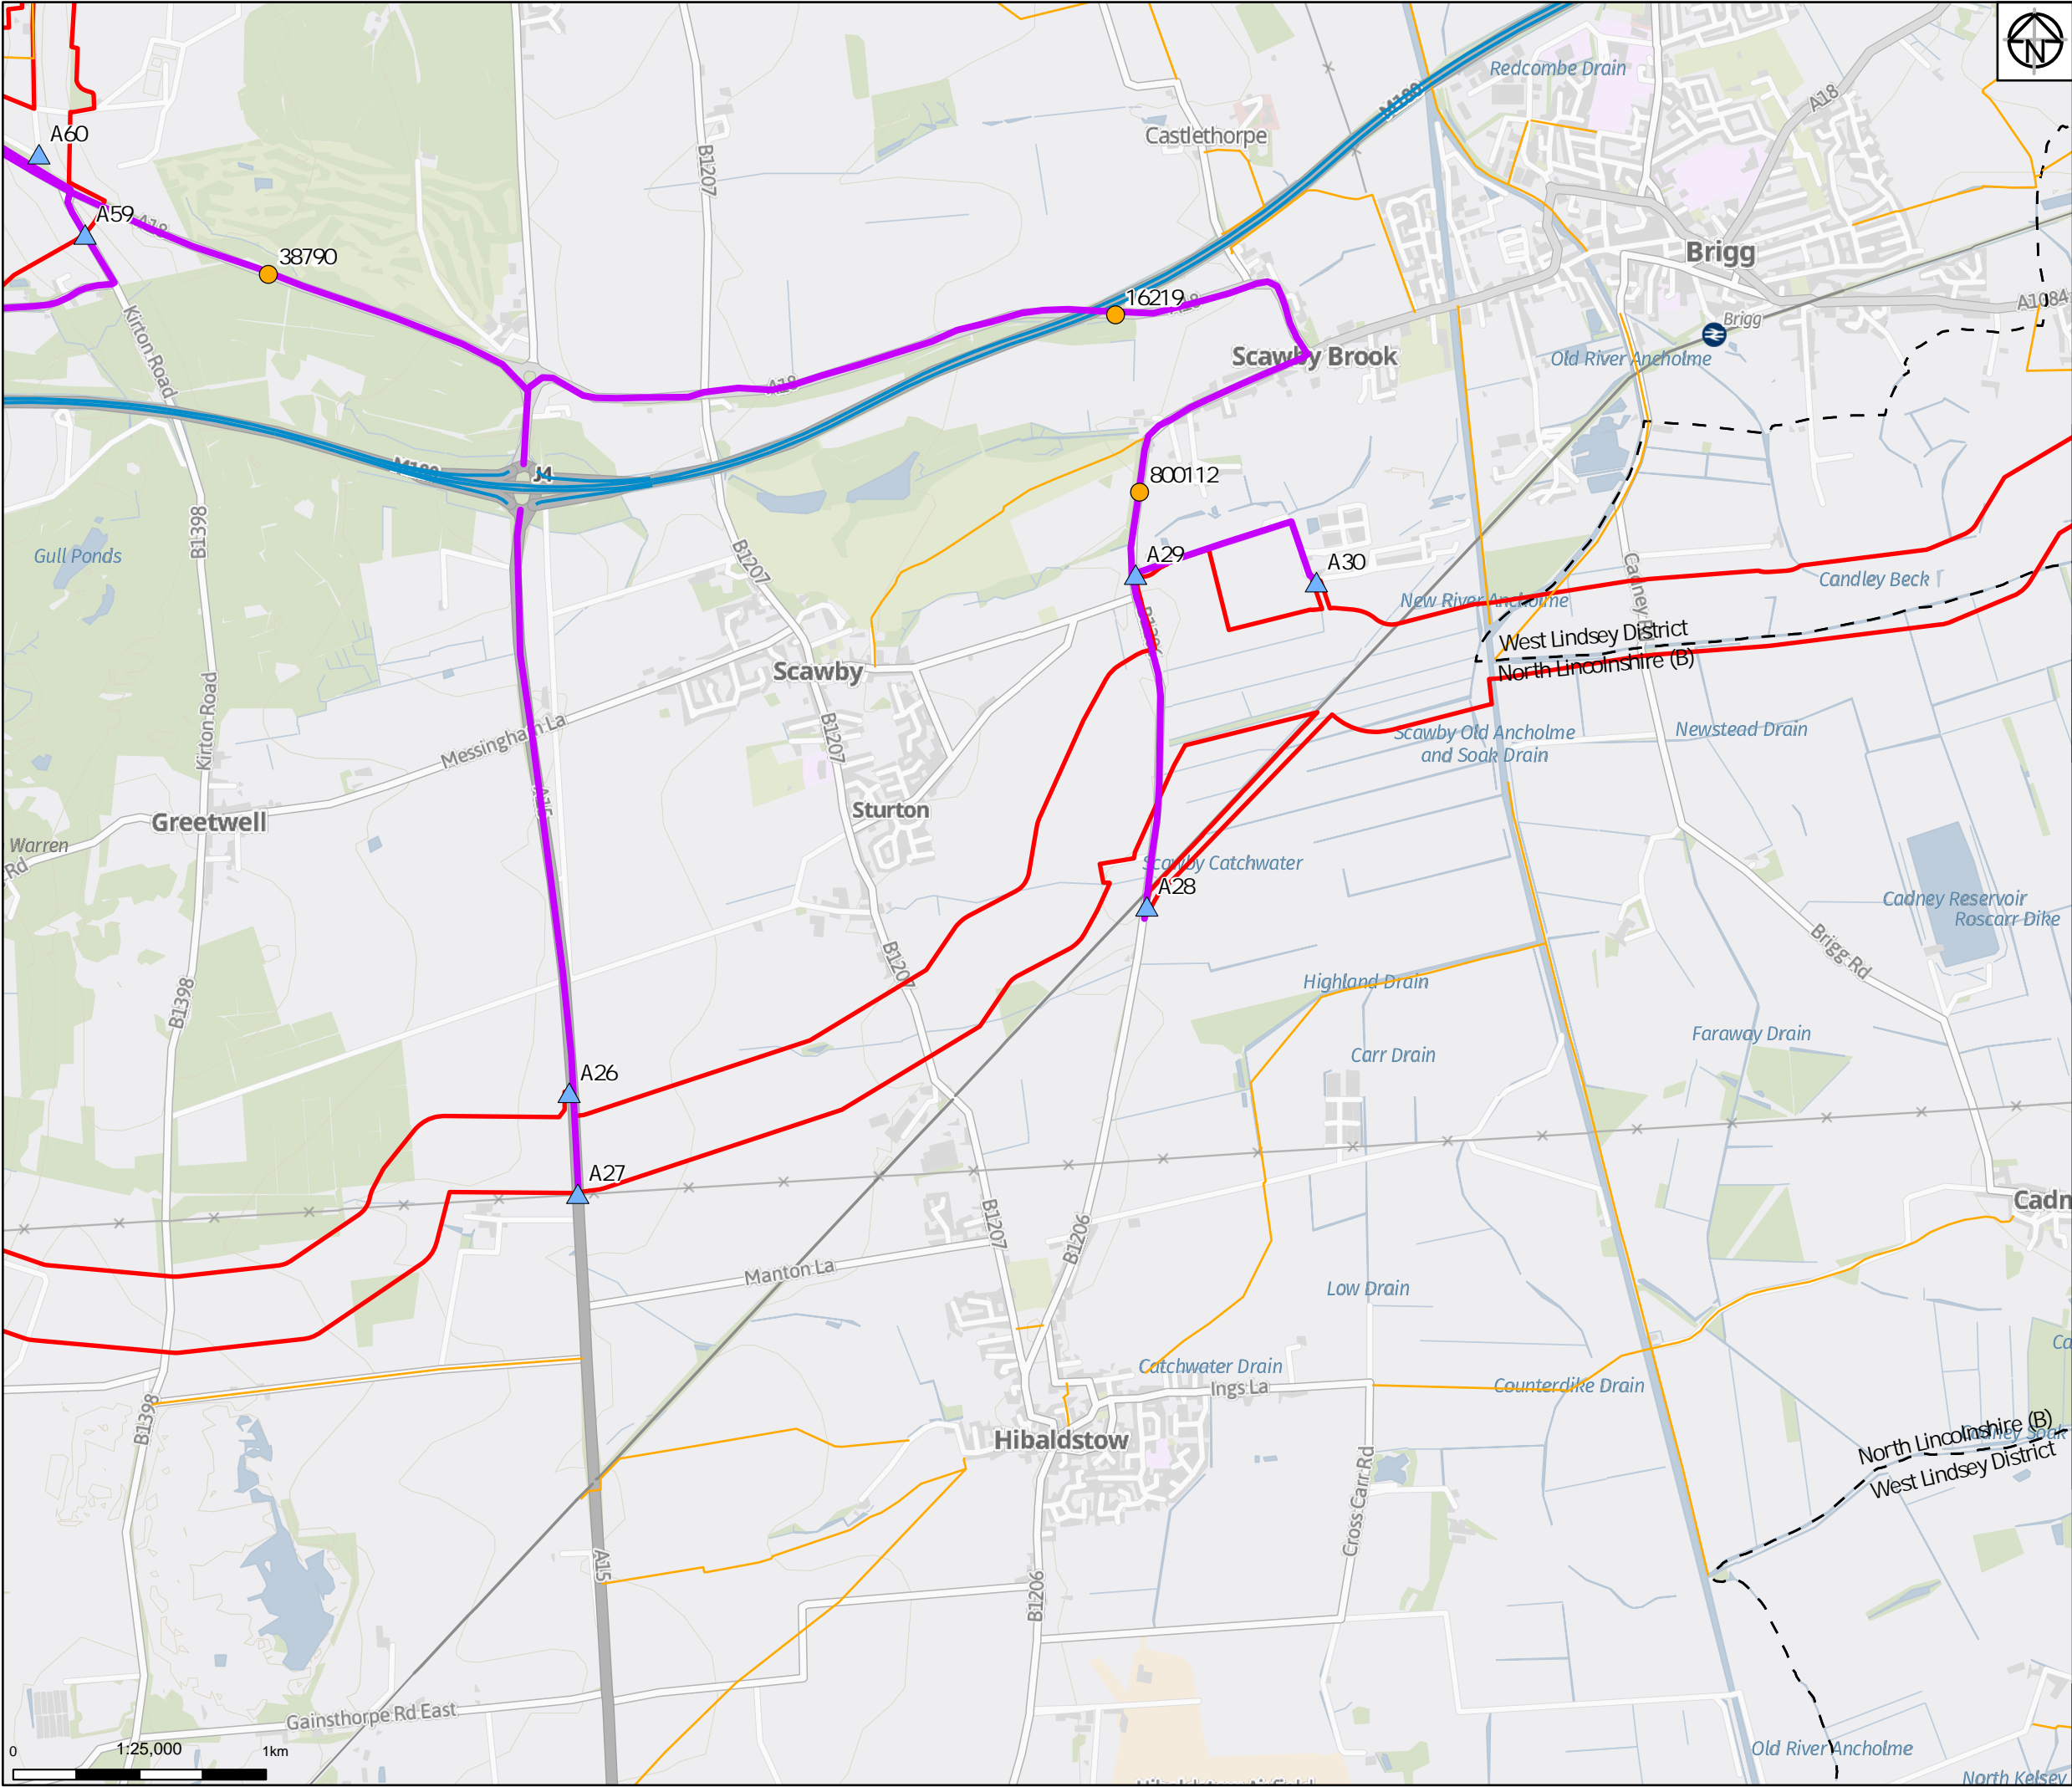 N
Redcombe Drain
M180
A18
A60
Castlethorpe
B1207
A59
A18
38790
Brigg
16219
A18
A1084
Brigg
Kirton Road
Scawby Brook
Old River Ancholme
A18
M180
J4
800112
B1398
Gull Ponds
B1207
A29
A30
Candley Beck
New River Ancholme
West Lindsey District
North Lincolnshire (B)
Scawby
Kirton Road
Messingham La
B1207
Scawby Old Ancholme
and Soak Drain
Newstead Drain
A15
Sturton
Greetwell
Warren
Rd
Scawby Catchwater
A28
Cadney Reservoir
Roscarr Dike
Brigg Rd
B1207
Highland Drain
B1398
Faraway Drain
Carr Drain
A26
A27
Cadn
B1207
B1206
Manton La
Low Drain
Catchwater Drain
Ings La
Counterdike Drain
Ca
B1398
North Lincolnshire (B)
West Lindsey District
Hibaldstow
Cross Carr Rd
A15
B1206
Gainsthorpe Rd East
0
1:25,000
1km
Old River Ancholme
North Kelsey